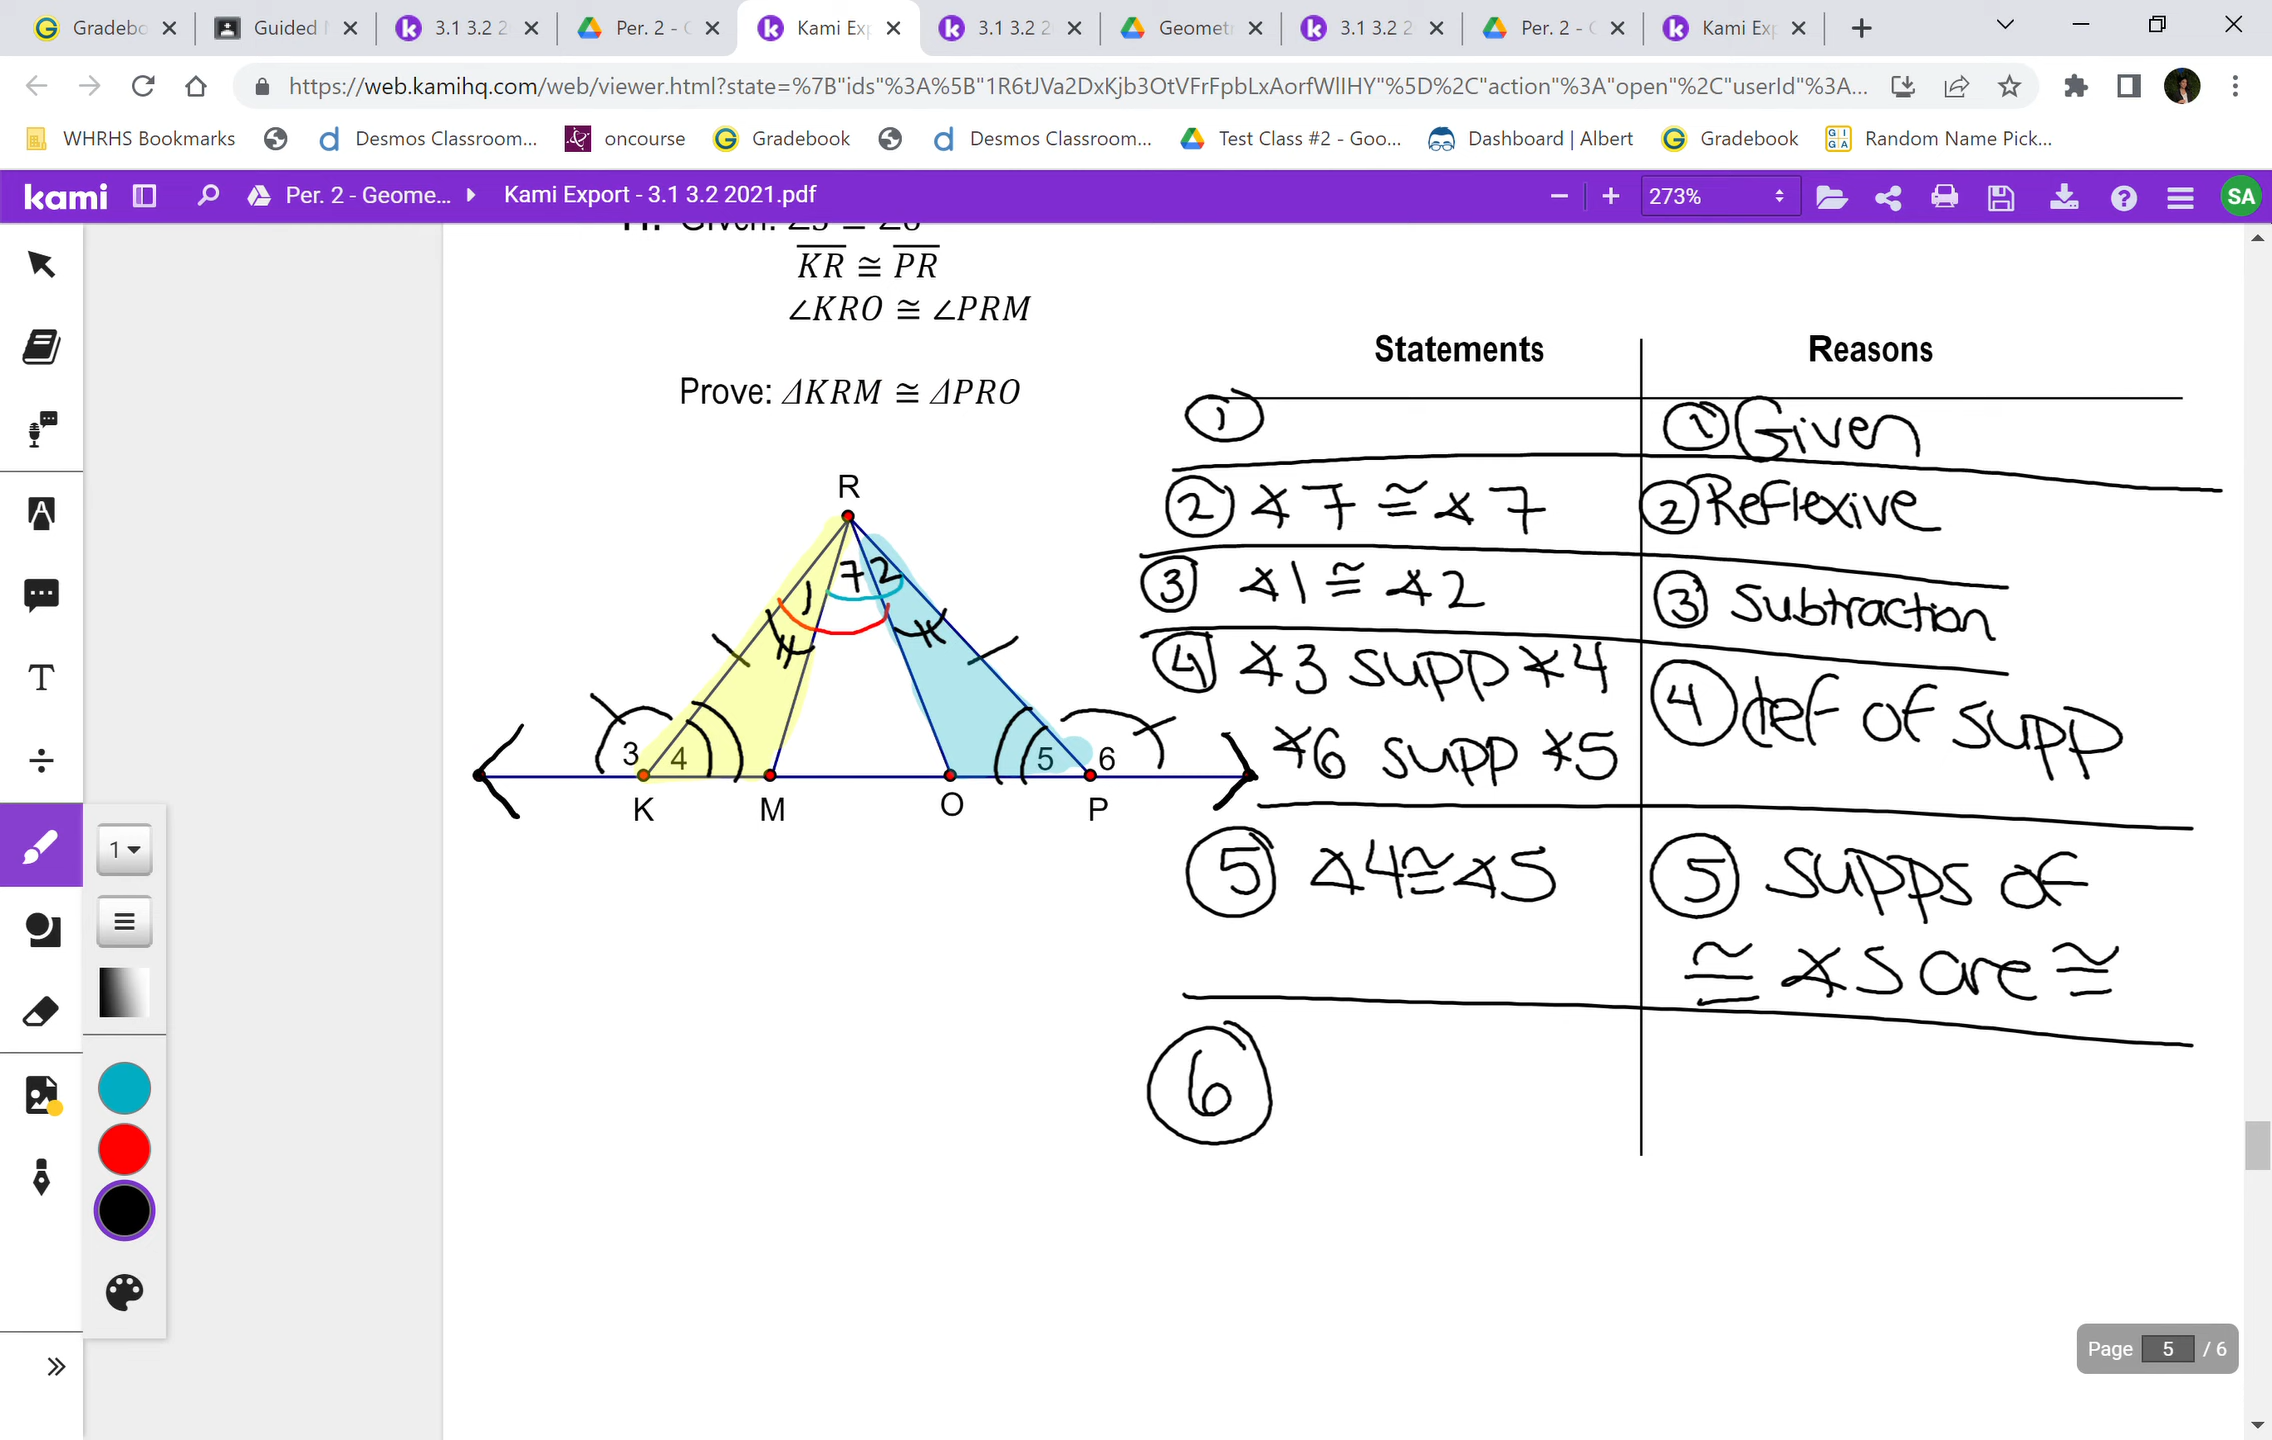 Gradebo
Guided
3.1 3.2 2
Per. 2 - G
Kami Exp
3.1 3.2 2
Geometr
3.1 3.2 2
Per. 2 - G
Kami Exp
https://web.kamihq.com/web/viewer.html?state=%7B"ids"%3A%5B"1R6tJVa2DxKjb3OtVFrFpbLxAorfWlIHY"%5D%2C"action"%3A"open"%2C"userId"%3A...
WHRHS Bookmarks
Desmos Classroom...
oncourse
Gradebook
Desmos Classroom...
Test Class #2 - Goo...
Dashboard | Albert
Gradebook
Random Name Pick...
kami
Per. 2 - Geome...
Kami Export - 3.1 3.2 2021.pdf
273%
SA
KR ≅ PR
∠KRO ≅ ∠PRM
Prove: ΔKRM ≅ ΔPRO
Statements
Reasons
① 
① Given
② ∡7 ≅ ∡7
② Reflexive
③ ∡1 ≅ ∡2
③ Subtraction
④ ∡3 supp ∡4
∡6 supp ∡5
④ def of supp
⑤ ∡4≅∡5
⑤ supps of
≅ ∡s are ≅
⑥
R
1
7
2
3
4
5
6
K
M
O
P
T
1
Page 5 / 6